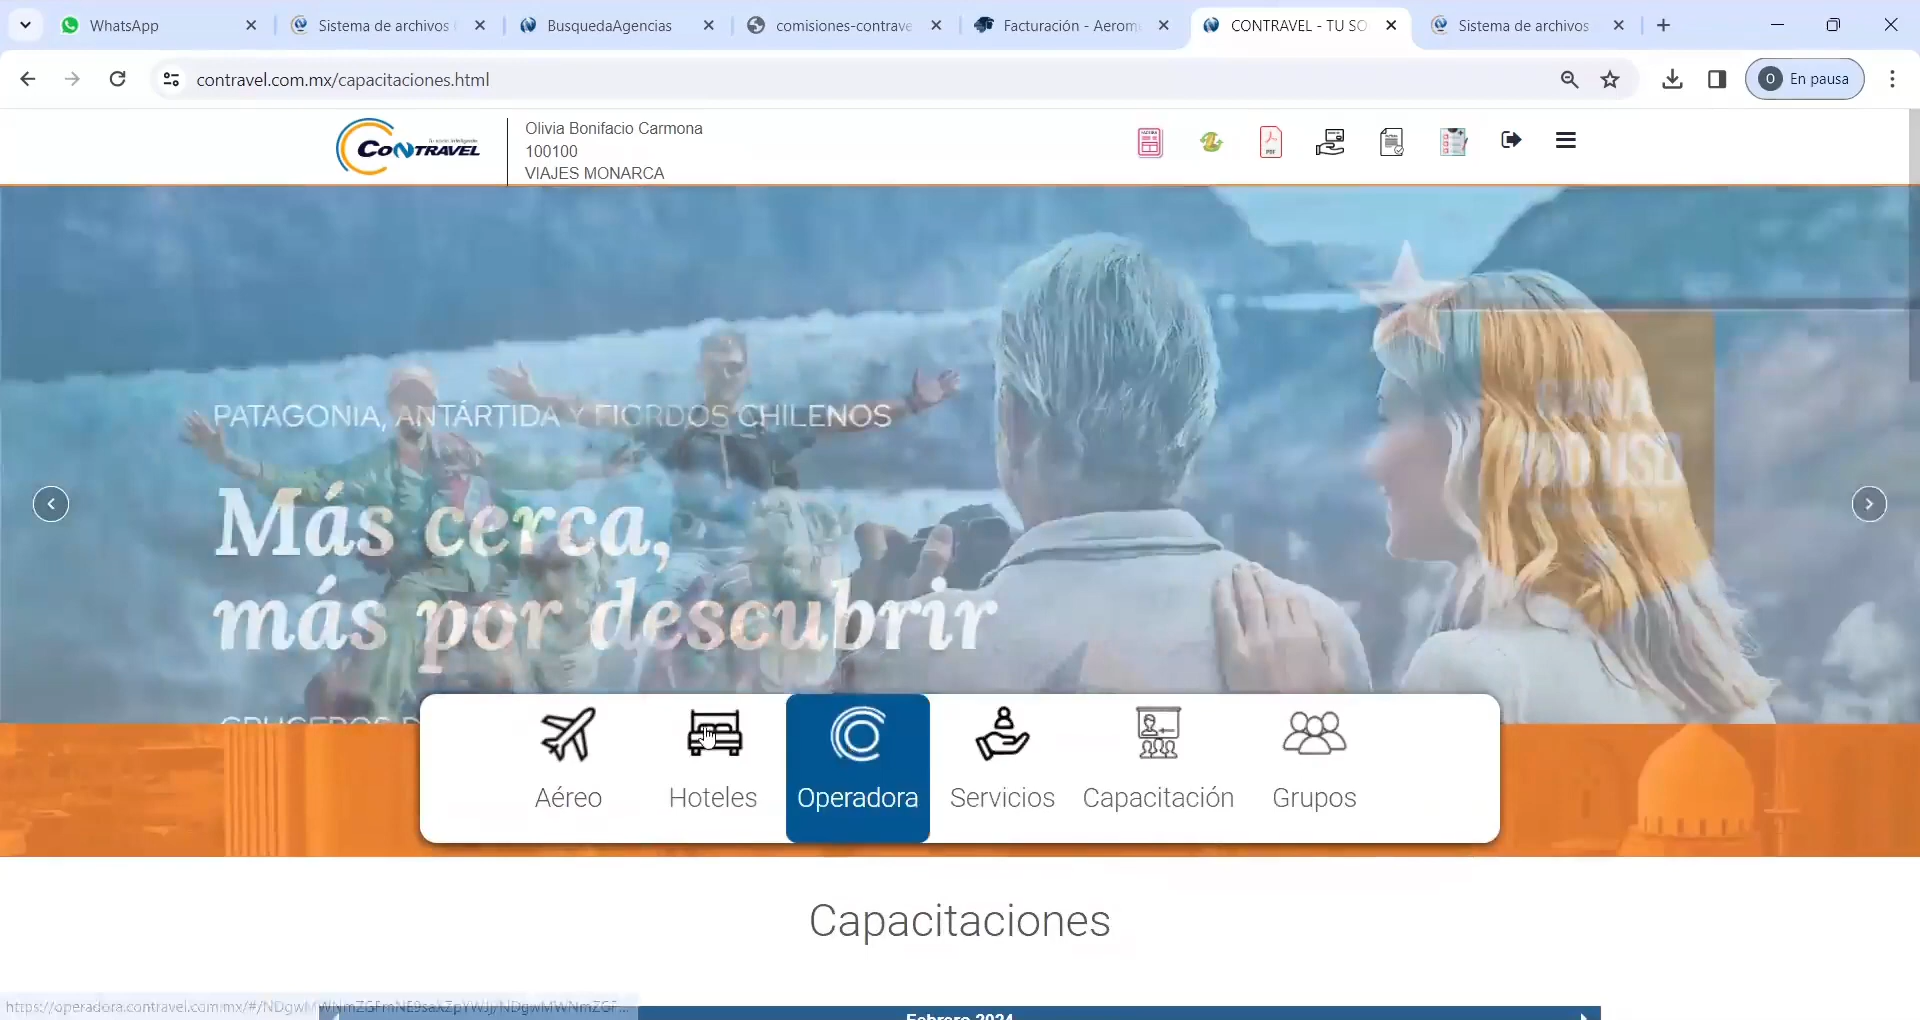 WhatsApp
Sistema de archivos
BusquedaAgencias
comisiones-contrave
Facturación - Aerom
CONTRAVEL - TU SO
Sistema de archivos
contravel.com.mx/capacitaciones.html
O
En pausa
CONTRAVEL
Olivia Bonifacio Carmona
100100
VIAJES MONARCA
PDF
PATAGONIA, ANTÁRTIDA Y FIORDOS CHILENOS
Más cerca,
más por descubrir
CRUCEROS D
Aéreo
Hoteles
Operadora
Servicios
Capacitación
Grupos
Capacitaciones
Febrero 2024